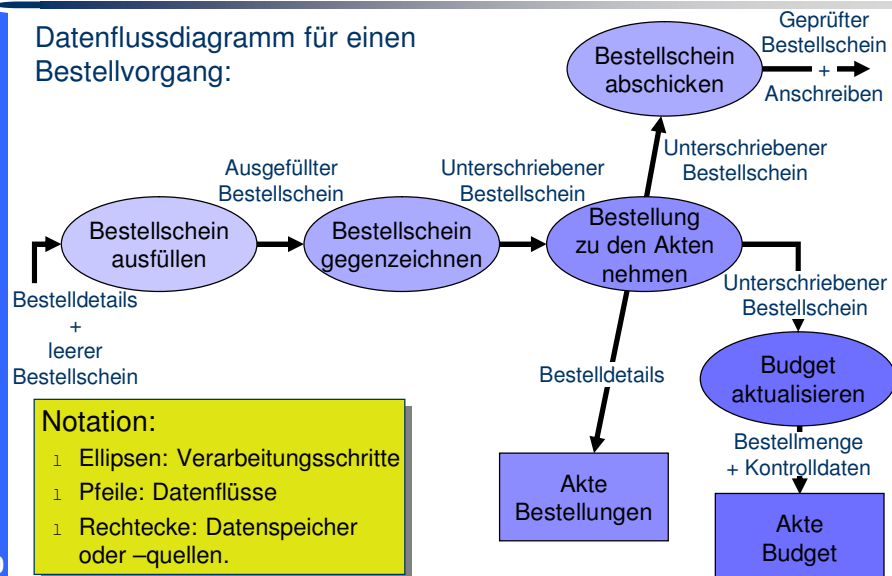 Datenflussdiagramm für einen
Bestellvorgang:
Bestellschein
abschicken
Geprüfter
Bestellschein
+
Anschreiben
Unterschriebener
Bestellschein
Ausgefüllter
Bestellschein
Unterschriebener
Bestellschein
Bestellschein
ausfüllen
Bestellschein
gegenzeichnen
Bestellung
zu den Akten
nehmen
Bestelldetails
+
leerer
Bestellschein
Unterschriebener
Bestellschein
Bestelldetails
Budget
aktualisieren
Bestellmenge
+ Kontrolldaten
Akte
Bestellungen
Akte
Budget
Notation:
l Ellipsen: Verarbeitungsschritte
l Pfeile: Datenflüsse
l Rechtecke: Datenspeicher
oder –quellen.